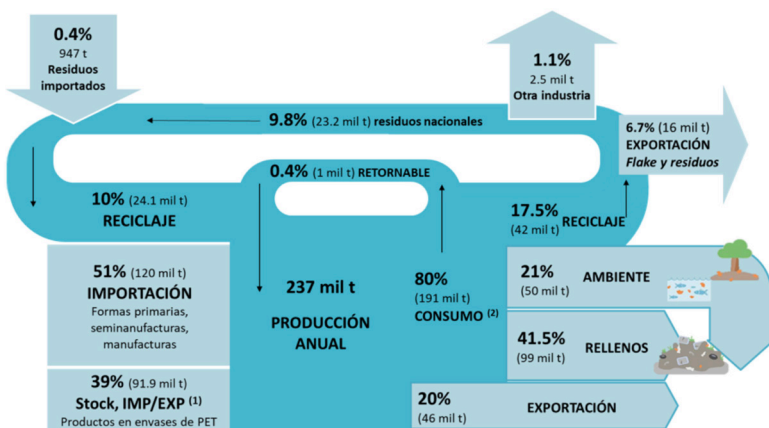 0.4%
947 t
Residuos
importados
1.1%
2.5 mil t
Otra industria
9.8% (23.2 mil t) residuos nacionales
6.7% (16 mil t)
EXPORTACIÓN
Flake y residuos
0.4% (1 mil t) RETORNABLE
10% (24.1 mil t)
RECICLAJE
17.5% RECICLAJE
(42 mil t)
51% (120 mil t)
IMPORTACIÓN
Formas primarias,
seminanufacturas,
manufacturas
237 mil t
PRODUCCIÓN
ANUAL
80%
(191 mil t)
CONSUMO (2)
21% AMBIENTE
(50 mil t)
41.5% RELLENOS
(99 mil t)
39% (91.9 mil t)
Stock, IMP/EXP (1)
Productos en envases de PET
20% EXPORTACIÓN
(46 mil t)